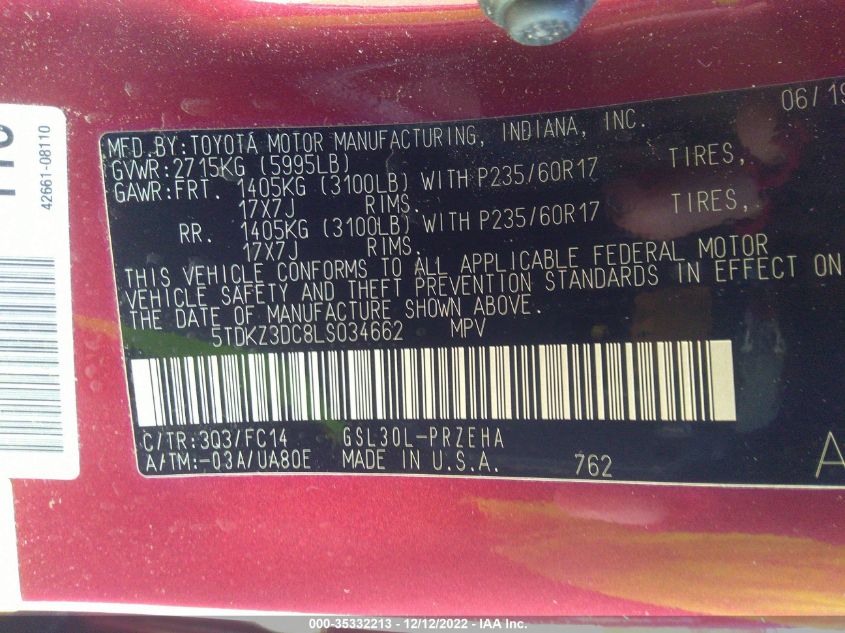 06/19
MFD.BY:TOYOTA MOTOR MANUFACTURING, INDIANA, INC.
GVWR:2715KG (5995LB)
GAWR:FRT. 1405KG (3100LB) WITH P235/60R17 TIRES,
17X7J RIMS.
RR. 1405KG (3100LB) WITH P235/60R17 TIRES,
17X7J RIMS.
THIS VEHICLE CONFORMS TO ALL APPLICABLE FEDERAL MOTOR
VEHICLE SAFETY AND THEFT PREVENTION STANDARDS IN EFFECT ON
THE DATE OF MANUFACTURE SHOWN ABOVE.
5TDKZ3DC8LS034662 MPV
C/TR:3Q3/FC14 GSL30L-PRZEHA
A/TM:-03A/UA80E MADE IN U.S.A. 762 A
42661-08110
000-35332213 - 12/12/2022 - IAA Inc.